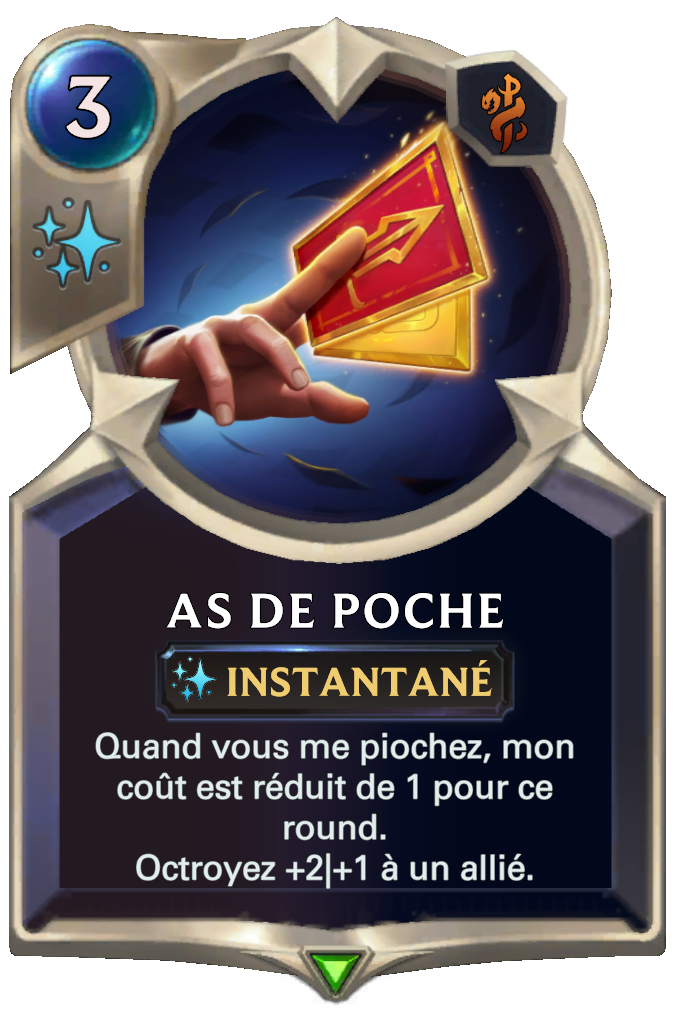 3
AS DE POCHE
INSTANTANÉ
Quand vous me piochez, mon
coût est réduit de 1 pour ce
round.
Octroyez +2|+1 à un allié.